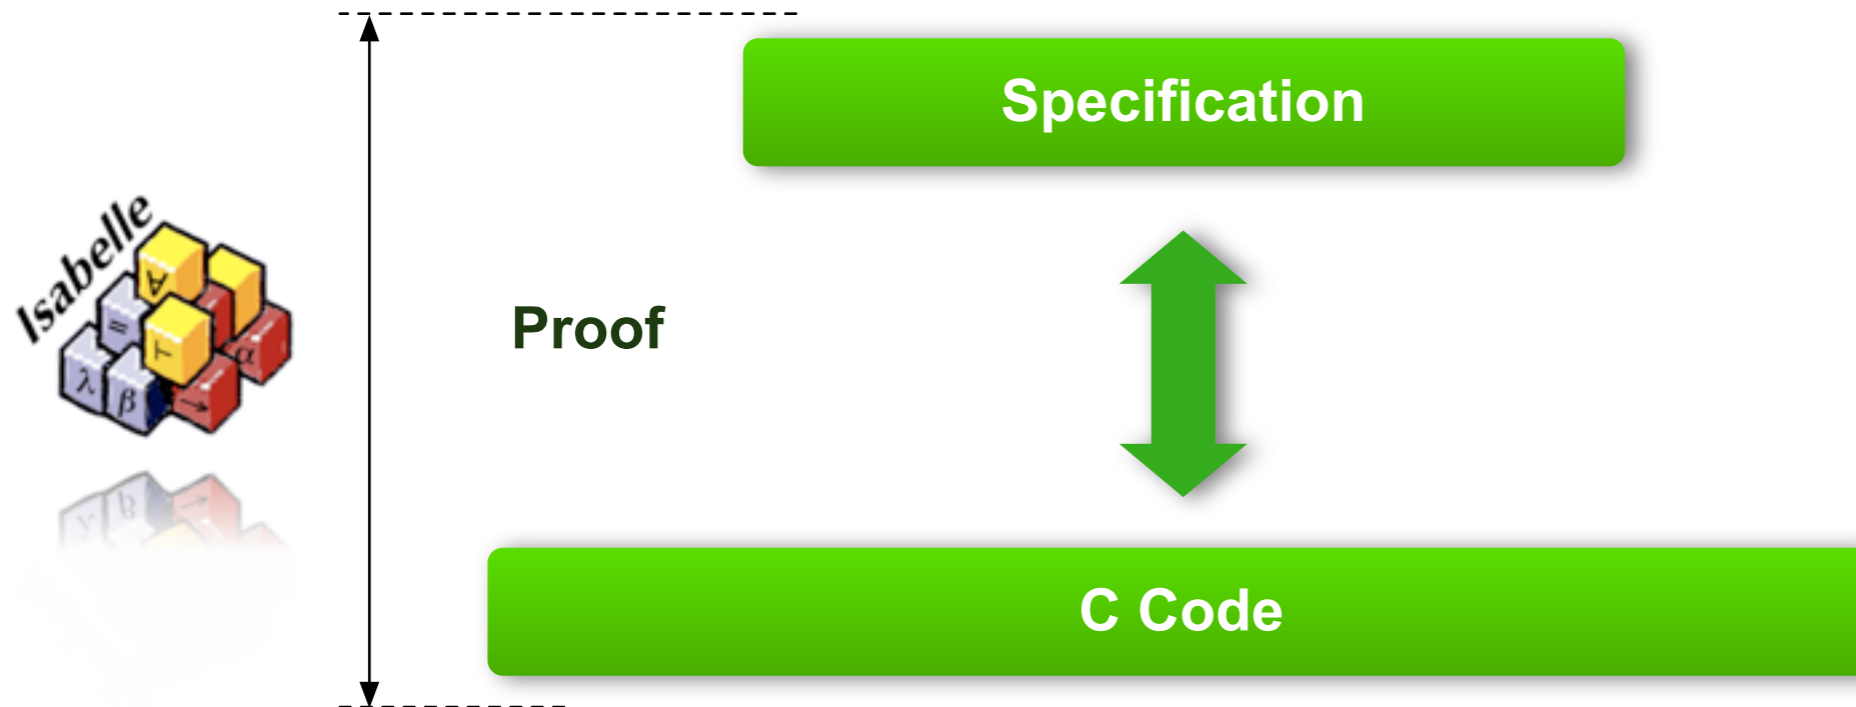 Specification
Isabelle
∀
=
⊢
α
λ
β
→
Proof
C Code